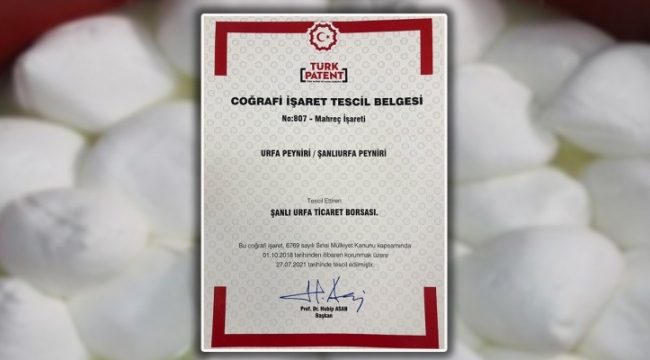 TÜRK
PATENT
COĞRAFİ İŞARET TESCİL BELGESİ
No:807 - Mahreç İşareti
URFA PEYNİRİ / ŞANLIURFA PEYNİRİ
Tescil Ettiren
ŞANLI URFA TİCARET BORSASI.
Bu coğrafi işaret, 6769 sayılı Sınai Mülkiyet Kanunu kapsamında
01.10.2018 tarihinden itibaren korunmak üzere
27.07.2021 tarihinde tescil edilmiştir.
Prof. Dr. Habip ASAN
Başkan